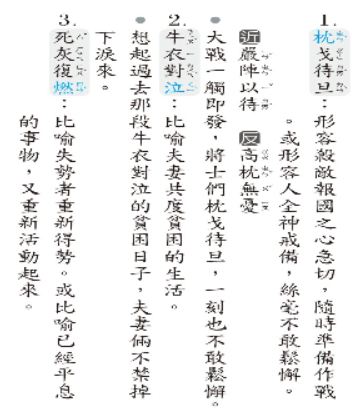 1. 枕戈待旦：形容殺敵報國之心急切，隨時準備作戰
。或形容人全神戒備，絲毫不敢鬆懈。
近 嚴陣以待 反 高枕無憂
● 大戰一觸即發，將士們枕戈待旦，一刻也不敢鬆懈。
2. 牛衣對泣：比喻夫妻共度貧困的生活。
● 想起過去那段牛衣對泣的貧困日子，夫妻倆不禁掉
下淚來。
3. 死灰復燃：比喻失勢者重新得勢。或比喻已經平息
的事物，又重新活動起來。